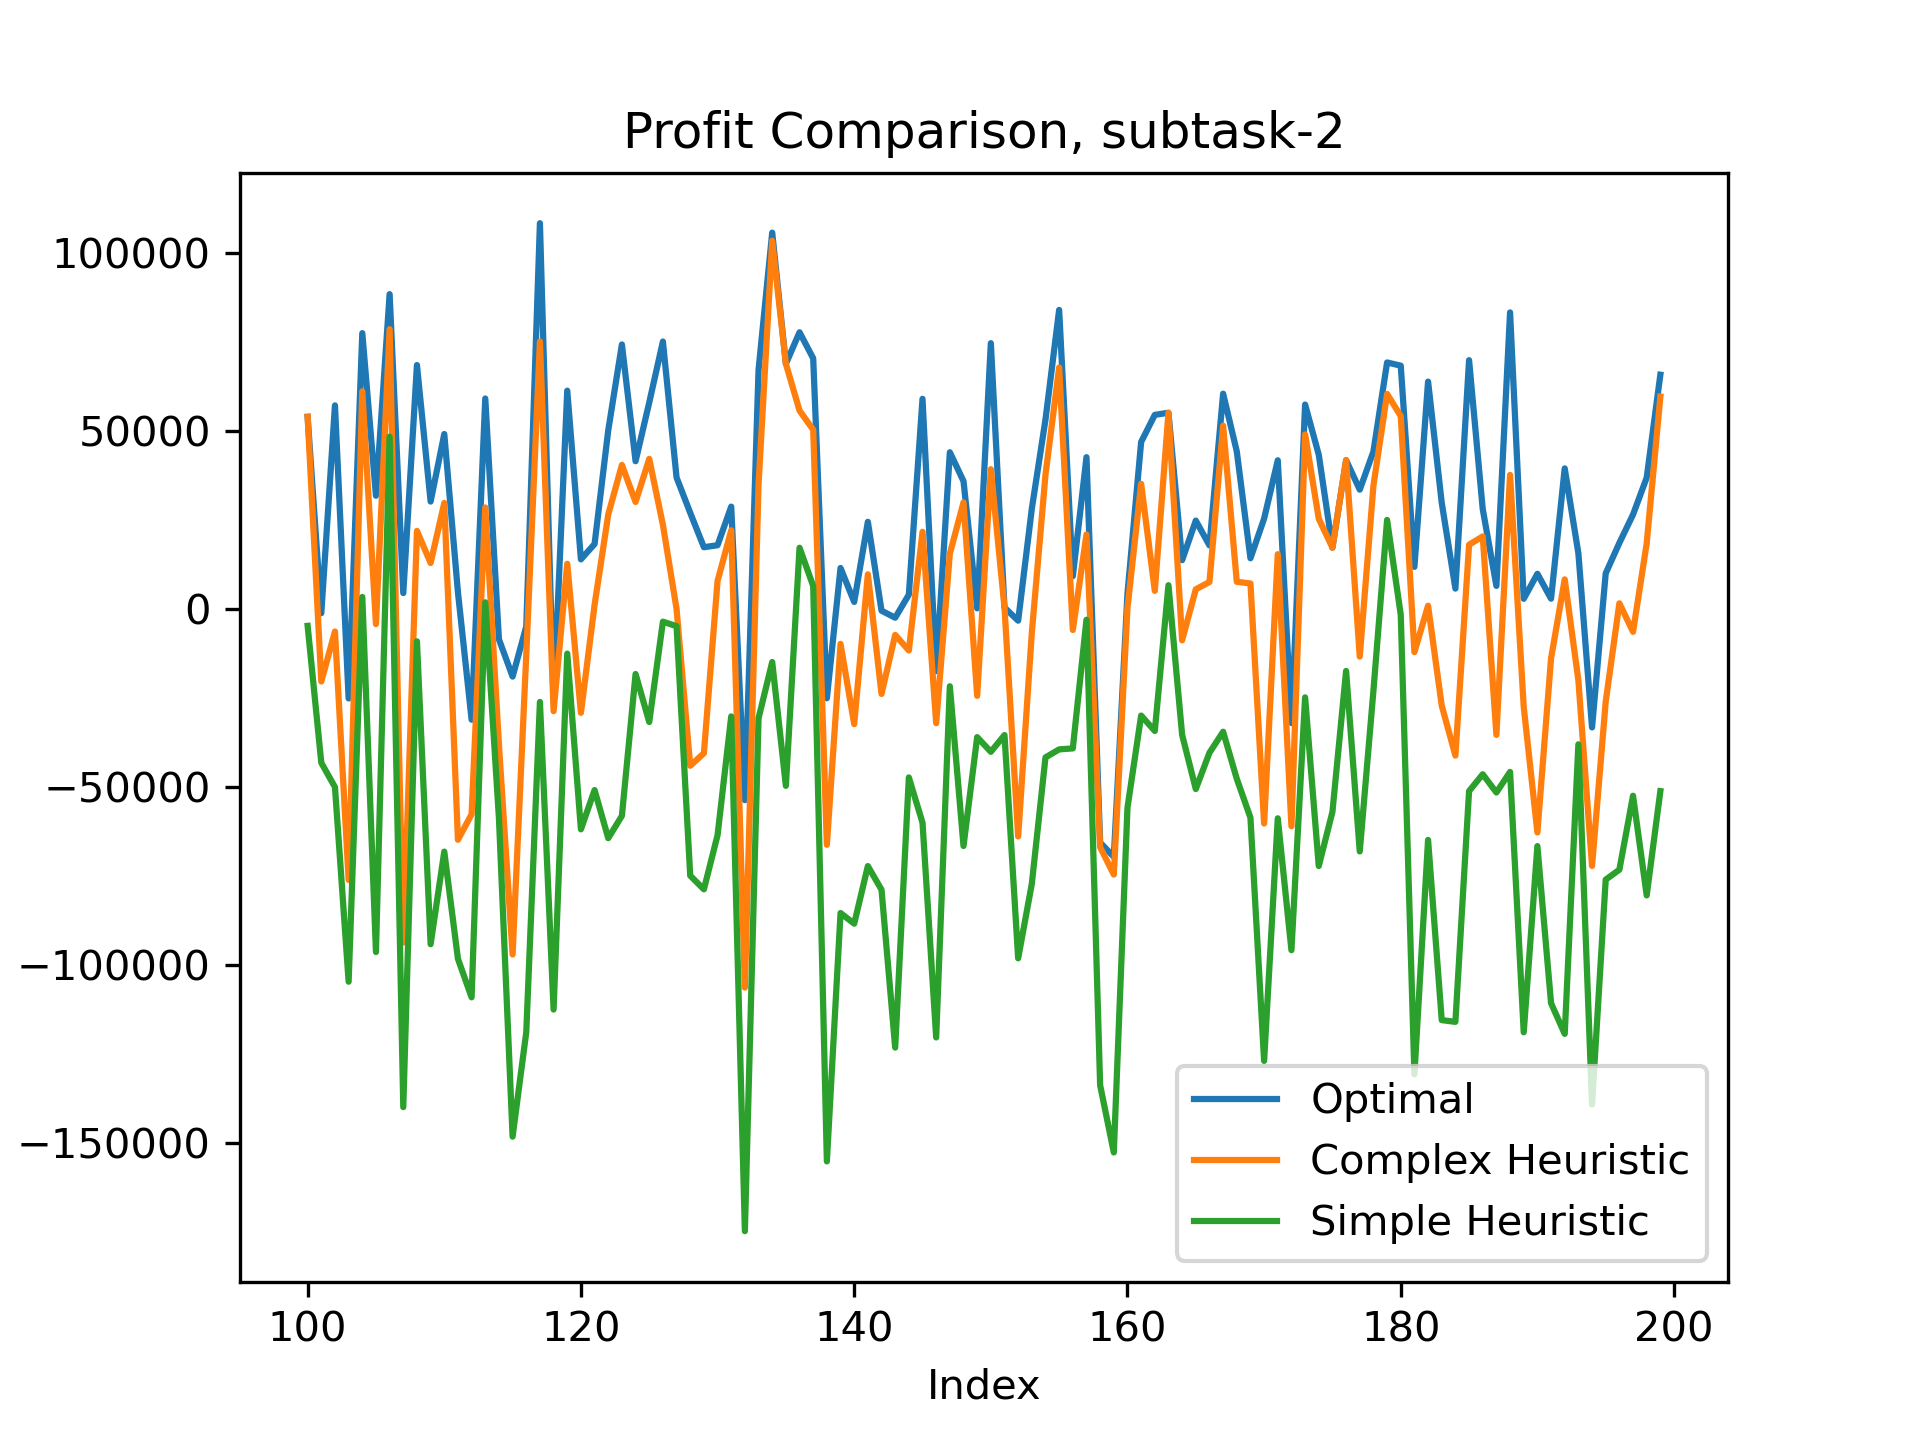 Profit Comparison, subtask-2
100000
50000
0
−50000
−100000
−150000
Optimal
Complex Heuristic
Simple Heuristic
100 120 140 160 180 200
Index